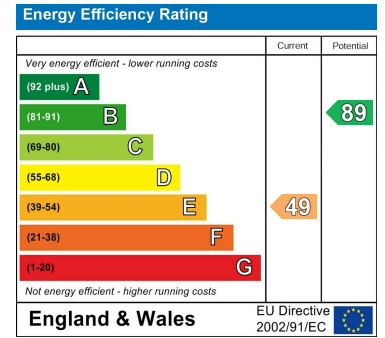 Energy Efficiency Rating
Current Potential
Very energy efficient - lower running costs
(92 plus) A
(81-91) B
89
(69-80) C
(55-68) D
(39-54) E
49
(21-38) F
(1-20) G
Not energy efficient - higher running costs
England & Wales
EU Directive
2002/91/EC